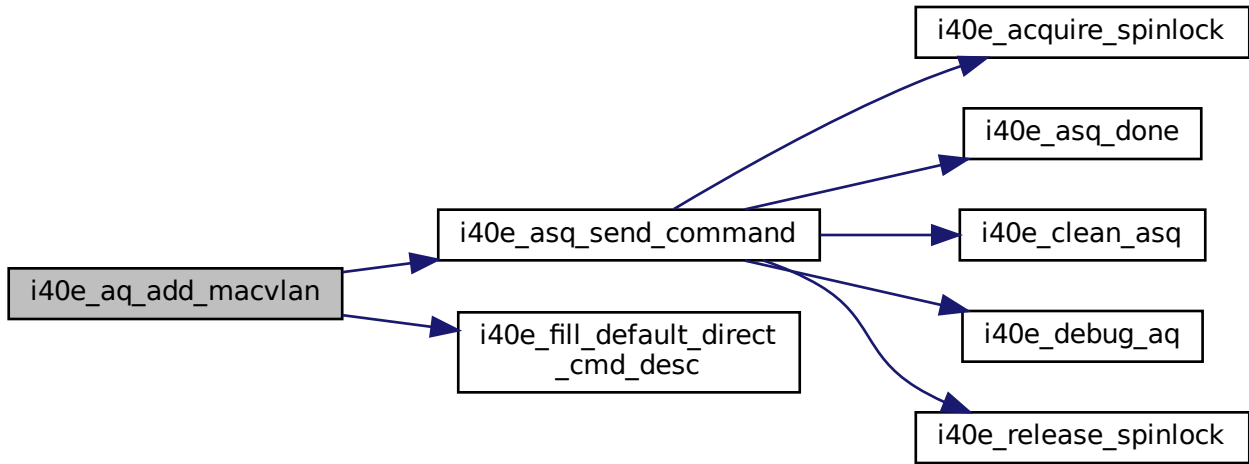 i40e_aq_add_macvlan
i40e_asq_send_command
i40e_fill_default_direct
_cmd_desc
i40e_acquire_spinlock
i40e_asq_done
i40e_clean_asq
i40e_debug_aq
i40e_release_spinlock